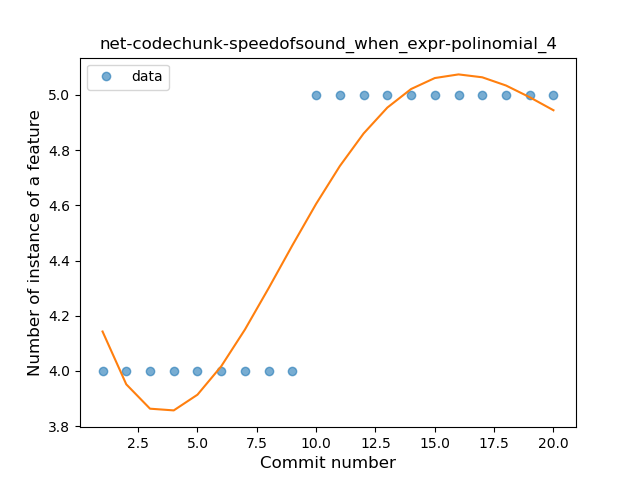 net-codechunk-speedofsound_when_expr-polinomial_4
data
Number of instance of a feature
5.0
4.8
4.6
4.4
4.2
4.0
3.8
2.5 5.0 7.5 10.0 12.5 15.0 17.5 20.0
Commit number